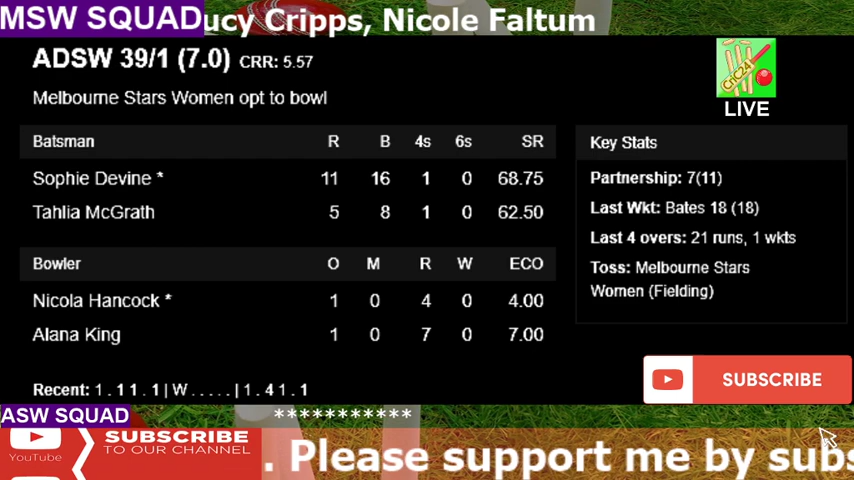 MSW SQUAD ucy Cripps, Nicole Faltum
ADSW 39/1 (7.0) CRR: 5.57
Melbourne Stars Women opt to bowl
CriC24
LIVE
Batsman R B 4s 6s SR
Sophie Devine * 11 16 1 0 68.75
Tahlia McGrath 5 8 1 0 62.50
Bowler O M R W ECO
Nicola Hancock * 1 0 4 0 4.00
Alana King 1 0 7 0 7.00
Recent: 1 . 1 1 . 1 | W . . . . . | 1 . 4 1 . 1
Key Stats
Partnership: 7(11)
Last Wkt: Bates 18 (18)
Last 4 overs: 21 runs, 1 wkts
Toss: Melbourne Stars
Women (Fielding)
SUBSCRIBE
ASW SQUAD ***********
YouTube
SUBSCRIBE
TO OUR CHANNEL
. Please support me by subs